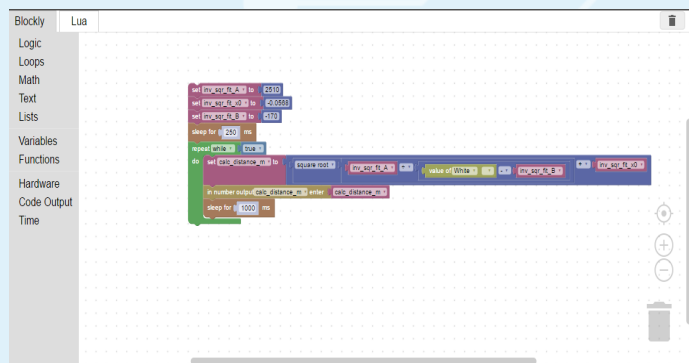 Blockly Lua
Logic
Loops
Math
Text
Lists
Variables
Functions
Hardware
Code Output
Time
set inv_sqr_fit_A to 2510
set inv_sqr_fit_x0 to -0.0588
set inv_sqr_fit_B to -170
sleep for 250 ms
repeat while true
do set calc_distance_m to square root inv_sqr_fit_A ÷ value of White - inv_sqr_fit_B + inv_sqr_fit_x0
in number output calc_distance_m enter calc_distance_m
sleep for 1000 ms